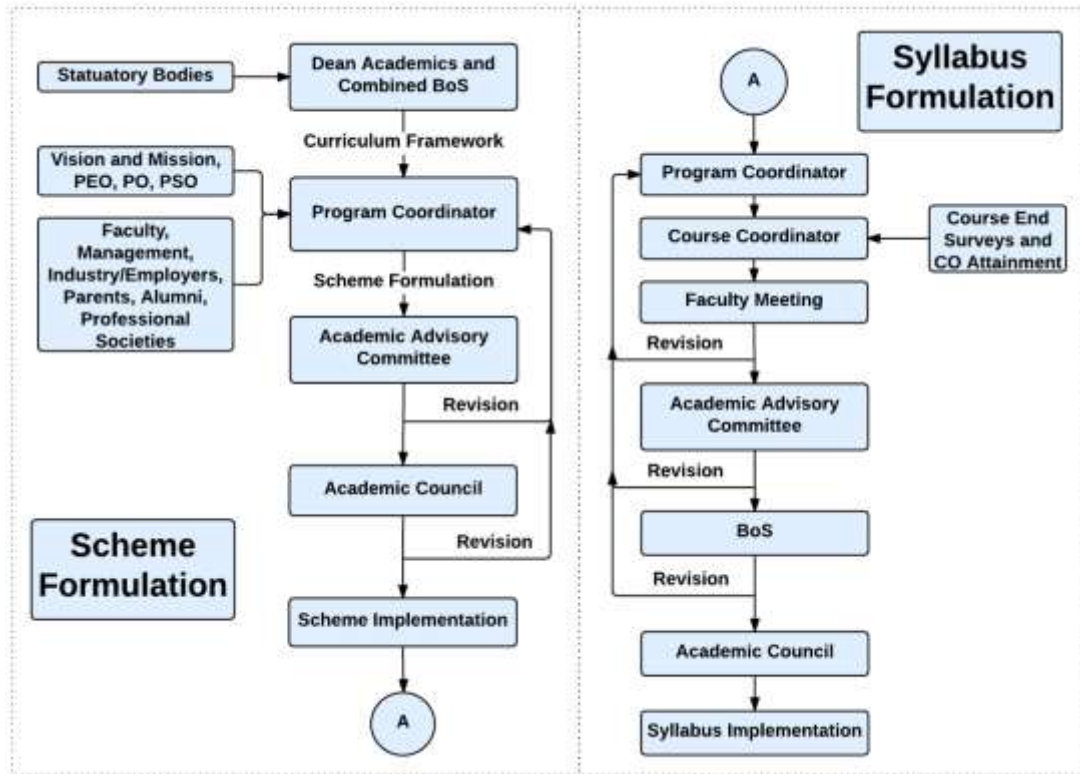 Statuatory Bodies
Dean Academics and
Combined BoS
Curriculum Framework
Vision and Mission,
PEO, PO, PSO
Program Coordinator
Faculty,
Management,
Industry/Employers,
Parents, Alumni,
Professional
Societies
Scheme Formulation
Academic Advisory
Committee
Revision
Academic Council
Revision
Scheme
Formulation
Scheme Implementation
A
A
Syllabus
Formulation
Program Coordinator
Course Coordinator
Course End
Surveys and
CO Attainment
Faculty Meeting
Revision
Academic Advisory
Committee
Revision
BoS
Revision
Academic Council
Syllabus Implementation